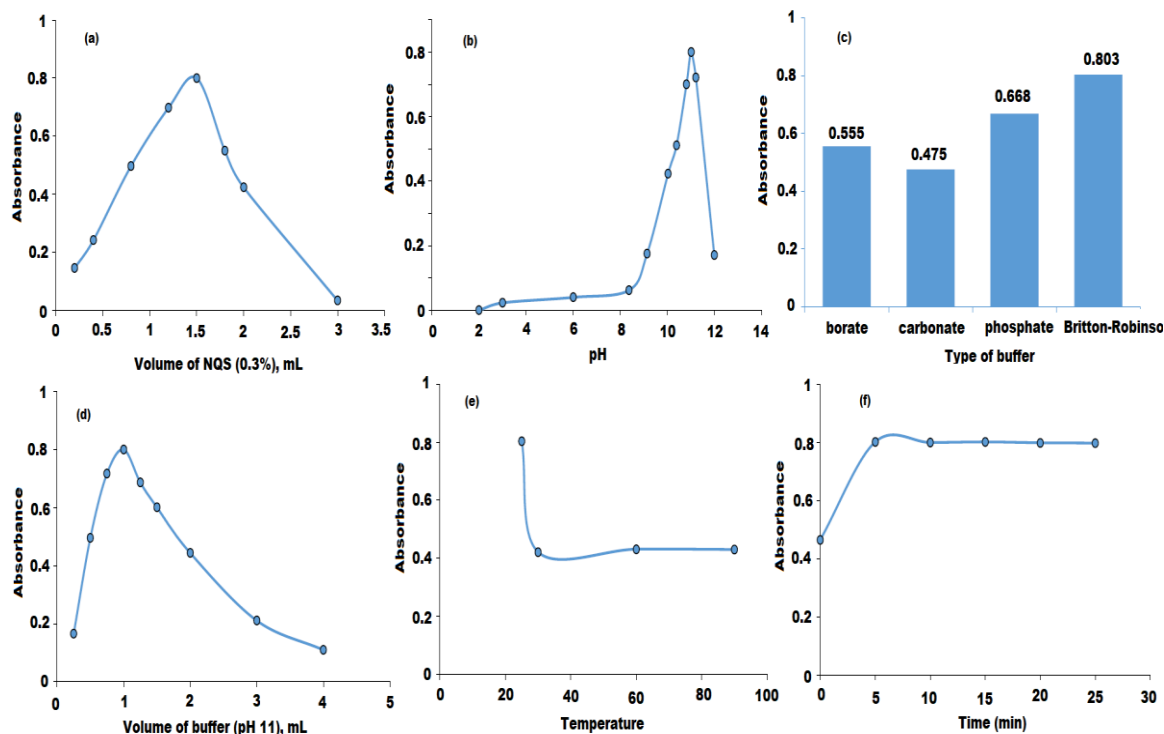 (a)
Absorbance
1
0.8
0.6
0.4
0.2
0
0 0.5 1 1.5 2 2.5 3 3.5
Volume of NQS (0.3%), mL
(b)
Absorbance
1
0.8
0.6
0.4
0.2
0
0 2 4 6 8 10 12 14
pH
(c)
Absorbance
1
0.8
0.6
0.4
0.2
0
0.555
0.475
0.668
0.803
borate carbonate phosphate Britton-Robinso
Type of buffer
(d)
Absorbance
1
0.8
0.6
0.4
0.2
0
0 1 2 3 4 5
Volume of buffer (pH 11), mL
(e)
Absorbance
1
0.8
0.6
0.4
0.2
0
0 20 40 60 80 100
Temperature
(f)
Absorbance
1
0.8
0.6
0.4
0.2
0
0 5 10 15 20 25 30
Time (min)